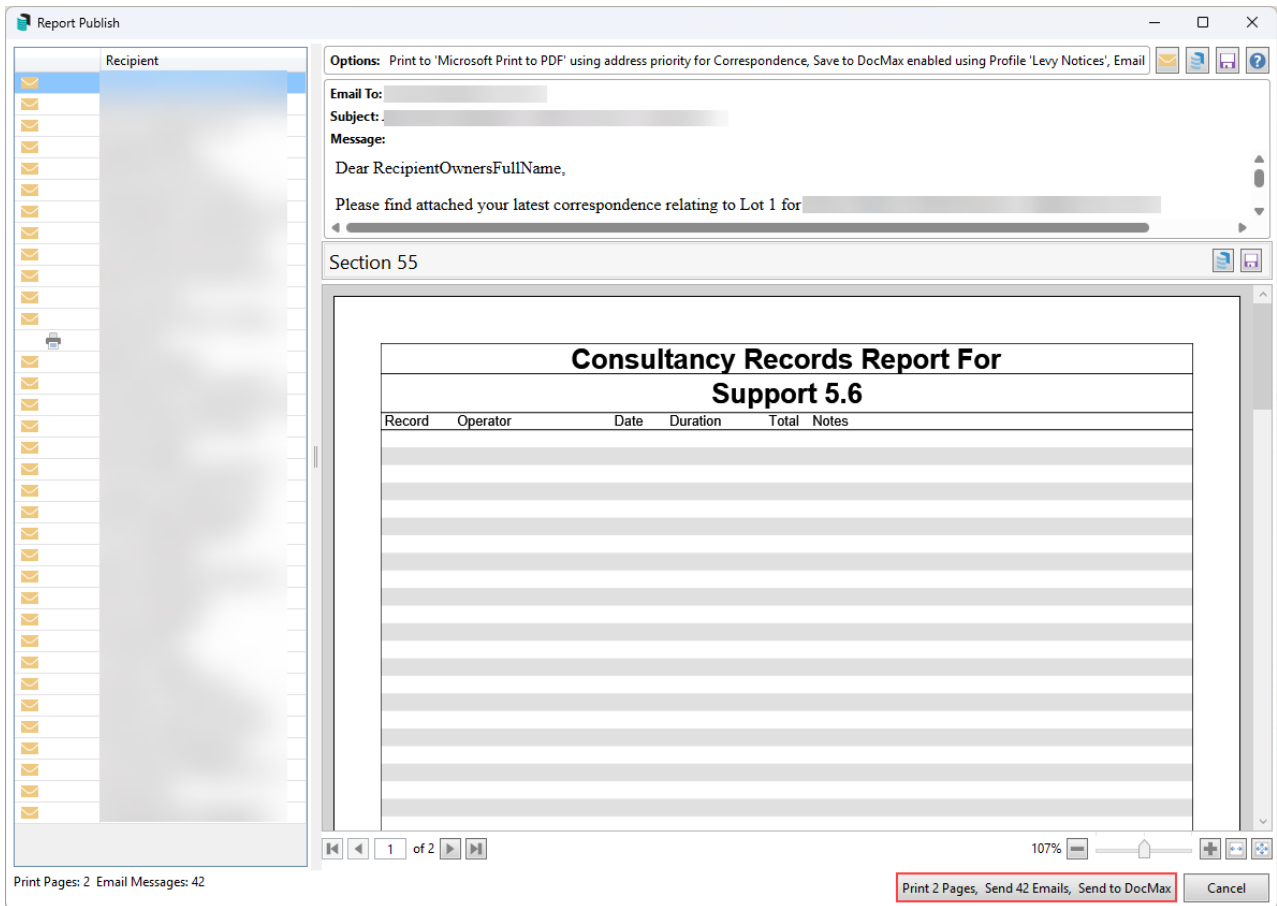 Report Publish
Recipient
Options: Print to 'Microsoft Print to PDF' using address priority for Correspondence, Save to DocMax enabled using Profile 'Levy Notices', Email
Email To:
Subject:
Message:
Dear RecipientOwnersFullName,
Please find attached your latest correspondence relating to Lot 1 for
Section 55
Consultancy Records Report For
Support 5.6
Record Operator Date Duration Total Notes
1 of 2
107%
Print Pages: 2 Email Messages: 42
Print 2 Pages, Send 42 Emails, Send to DocMax
Cancel